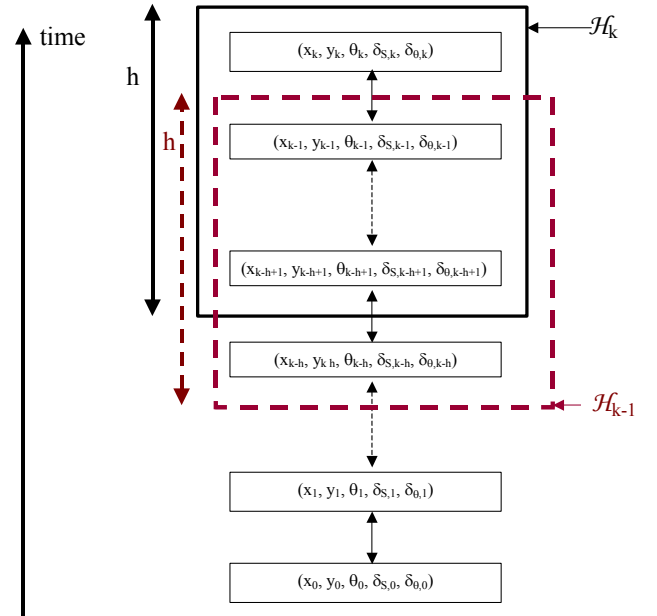 time
ℋk
(xk, yk, θk, δS,k, δθ,k)
h
h
(xk-1, yk-1, θk-1, δS,k-1, δθ,k-1)
(xk-h+1, yk-h+1, θk-h+1, δS,k-h+1, δθ,k-h+1)
(xk-h, yk h, θk-h, δS,k-h, δθ,k-h)
ℋk-1
(x1, y1, θ1, δS,1, δθ,1)
(x0, y0, θ0, δS,0, δθ,0)